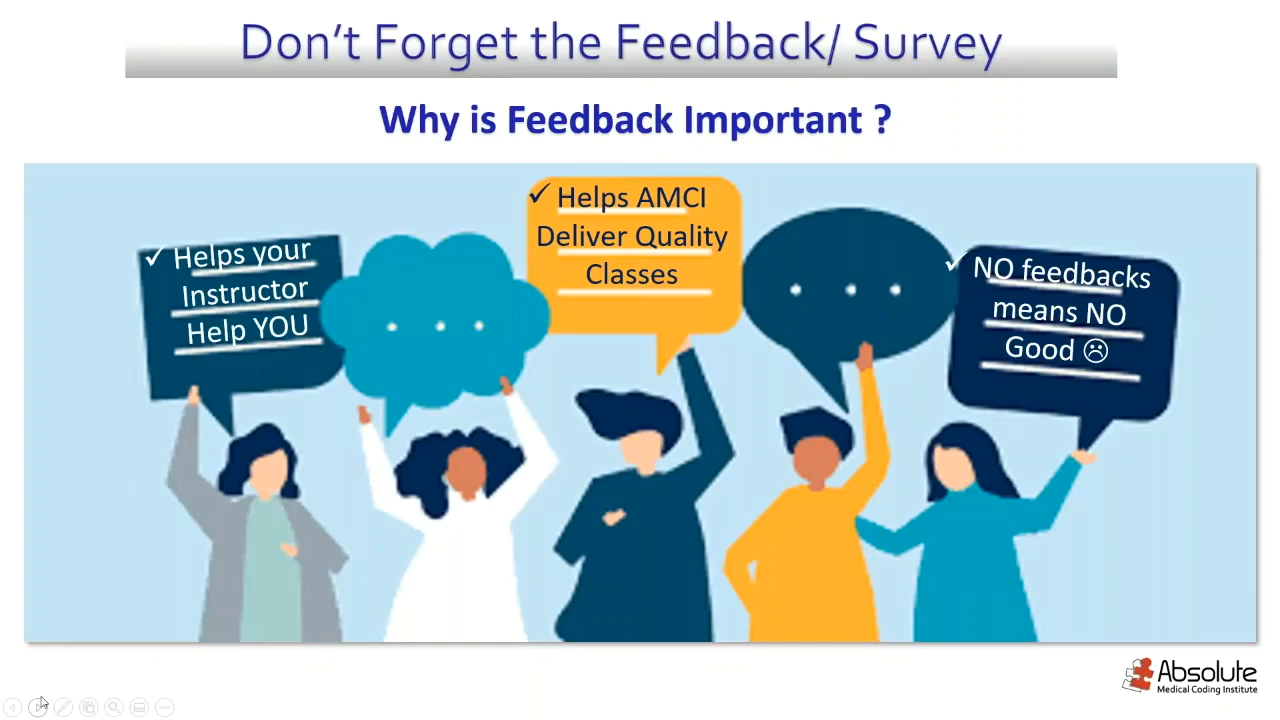 Don't Forget the Feedback/ Survey
Why is Feedback Important ?
✓ Helps your
Instructor
Help YOU
✓ Helps AMCI
Deliver Quality
Classes
✓ NO feedbacks
means NO
Good ☹
Absolute
Medical Coding Institute